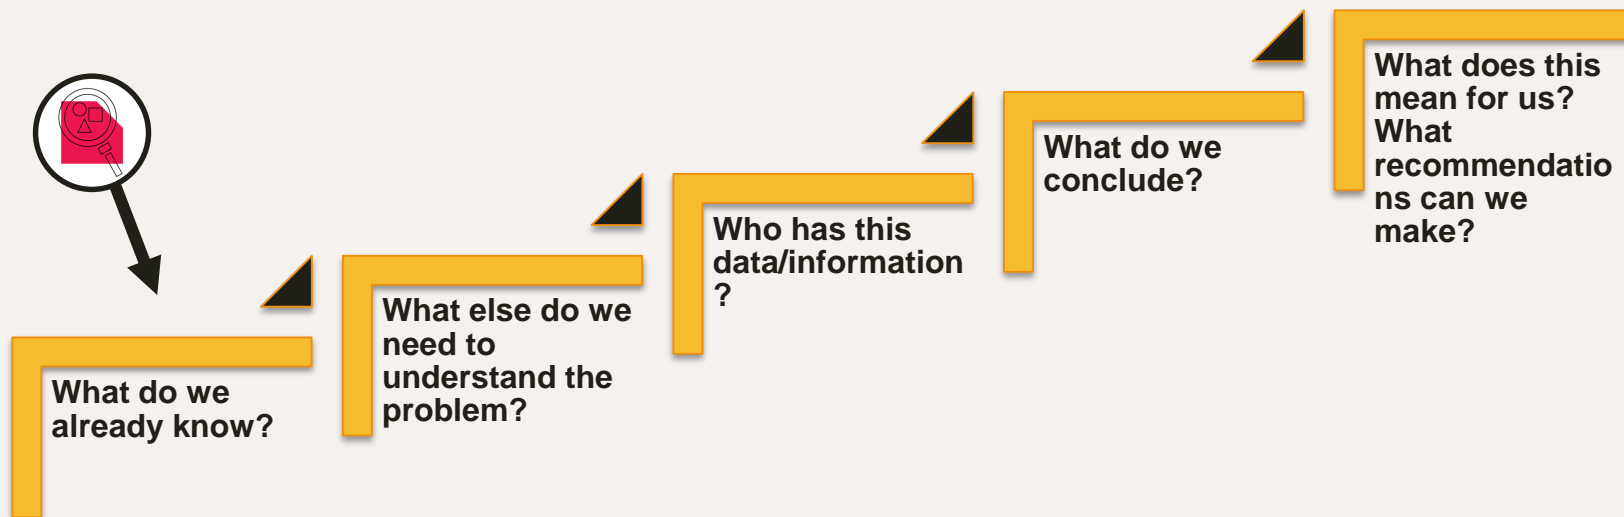 What do we
already know?
What else do we
need to
understand the
problem?
Who has this
data/information
?
What do we
conclude?
What does this
mean for us?
What
recommendatio
ns can we
make?